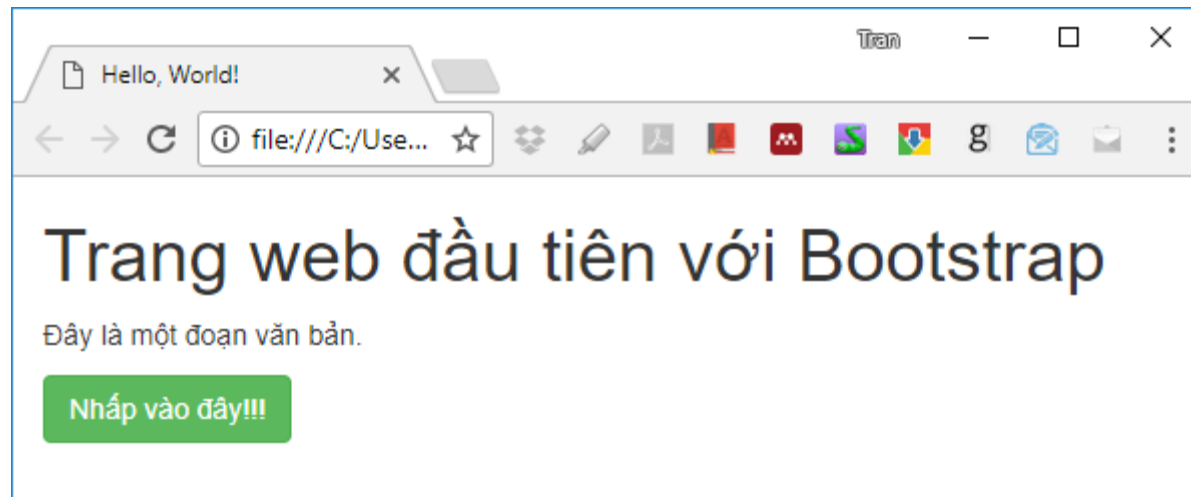 Tran
Hello, World!
file:///C:/Use...
g
Trang web đầu tiên với Bootstrap
Đây là một đoạn văn bản.
Nhấp vào đây!!!